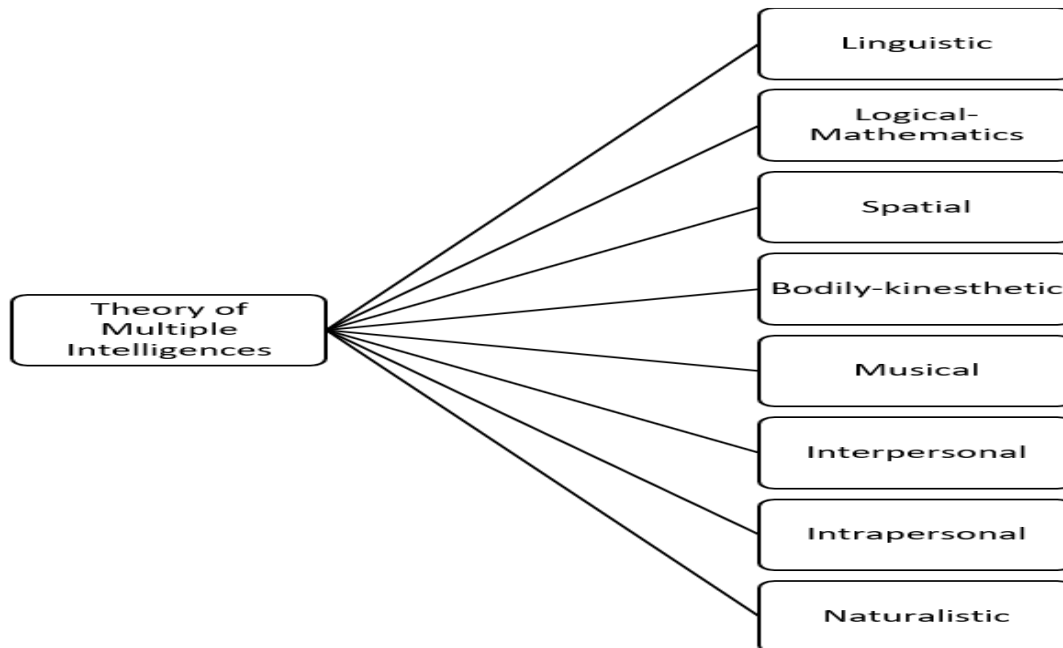 Linguistic
Logical-
Mathematics
Spatial
Bodily-kinesthetic
Theory of
Multiple
Intelligences
Musical
Interpersonal
Intrapersonal
Naturalistic